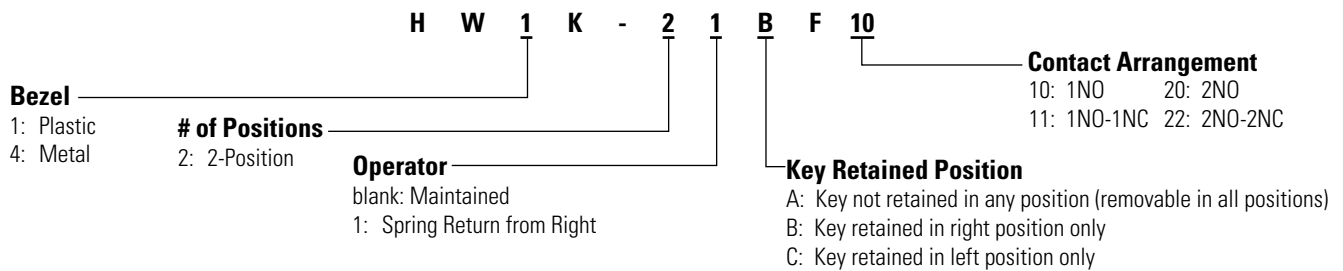 H W 1 K - 2 1 B F 10
Bezel
1: Plastic
4: Metal
# of Positions
2: 2-Position
Operator
blank: Maintained
1: Spring Return from Right
Contact Arrangement
10: 1NO 20: 2NO
11: 1NO-1NC 22: 2NO-2NC
Key Retained Position
A: Key not retained in any position (removable in all positions)
B: Key retained in right position only
C: Key retained in left position only